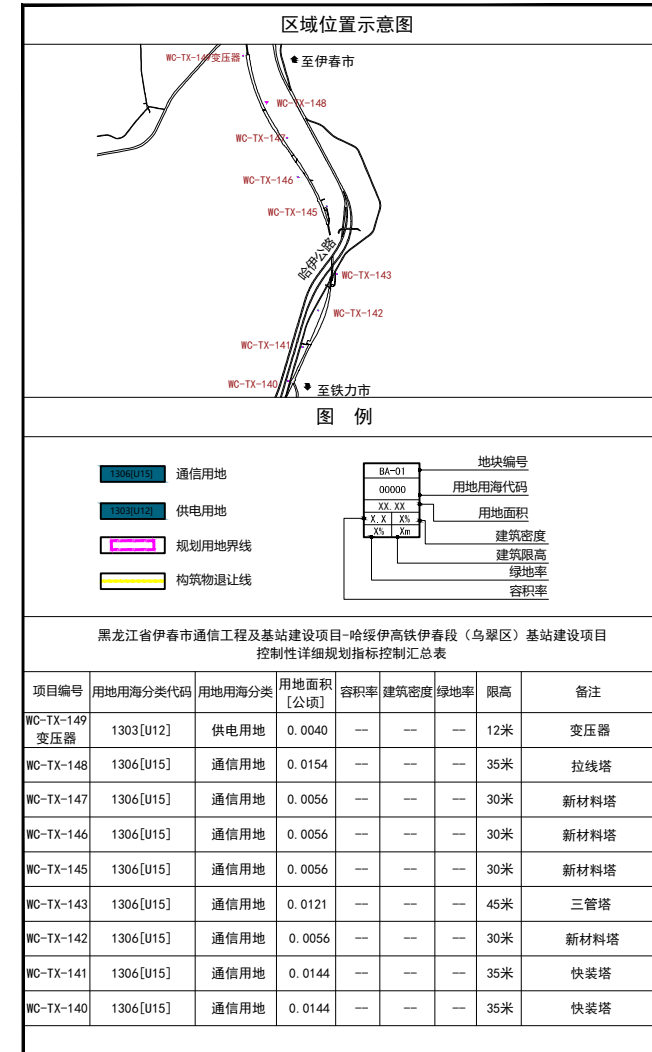 区域位置示意图
WC-TX-149变压器
至伊春市
WC-TX-148
WC-TX-147
WC-TX-146
WC-TX-145
哈伊公路
WC-TX-143
WC-TX-142
WC-TX-141
WC-TX-140
至铁力市
图 例
1306[U15] 通信用地
1303[U12] 供电用地
规划用地界线
构筑物退让线
BA-01
00000
XX.XX
X.X X%
X% Xm
地块编号
用地用海代码
用地面积
建筑密度
建筑限高
绿地率
容积率
黑龙江省伊春市通信工程及基站建设项目-哈绥伊高铁伊春段（乌翠区）基站建设项目
控制性详细规划指标控制汇总表
项目编号 用地用海分类代码 用地用海分类 用地面积[公顷] 容积率 建筑密度 绿地率 限高 备注
WC-TX-149变压器 1303[U12] 供电用地 0.0040 -- -- -- 12米 变压器
WC-TX-148 1306[U15] 通信用地 0.0154 -- -- -- 35米 拉线塔
WC-TX-147 1306[U15] 通信用地 0.0056 -- -- -- 30米 新材料塔
WC-TX-146 1306[U15] 通信用地 0.0056 -- -- -- 30米 新材料塔
WC-TX-145 1306[U15] 通信用地 0.0056 -- -- -- 30米 新材料塔
WC-TX-143 1306[U15] 通信用地 0.0121 -- -- -- 45米 三管塔
WC-TX-142 1306[U15] 通信用地 0.0056 -- -- -- 30米 新材料塔
WC-TX-141 1306[U15] 通信用地 0.0144 -- -- -- 35米 快装塔
WC-TX-140 1306[U15] 通信用地 0.0144 -- -- -- 35米 快装塔